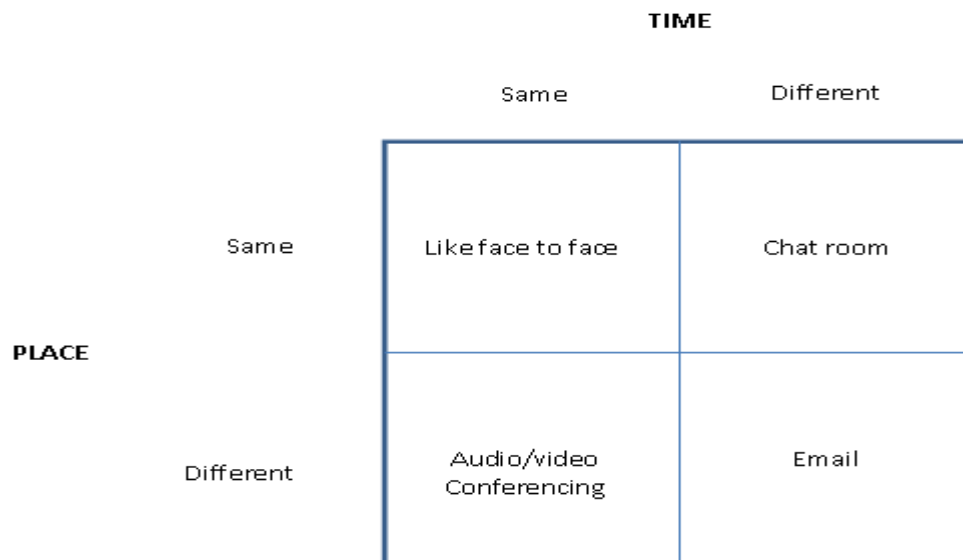 TIME
Same Different
Same Like face to face Chat room
PLACE
Different Audio/video
Conferencing Email